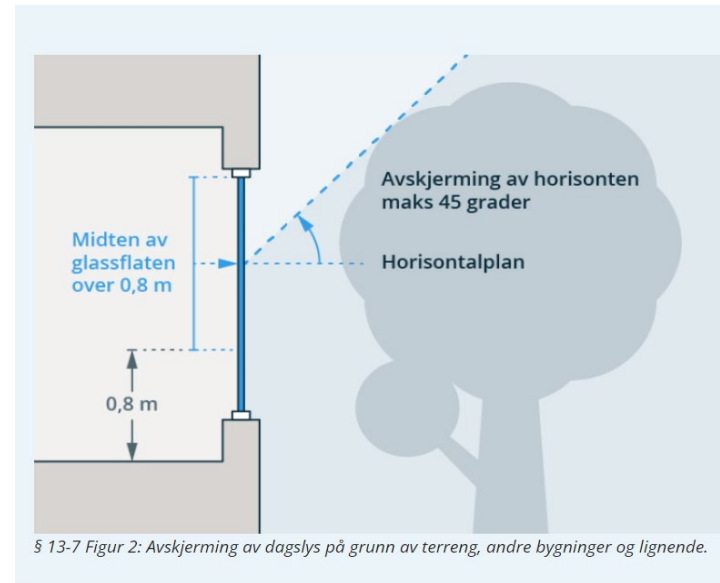 Avskjerming av horisonten
maks 45 grader
Midten av
glassflaten
over 0,8 m
Horisontalplan
0,8 m
§ 13-7 Figur 2: Avskjerming av dagslys på grunn av terreng, andre bygninger og lignende.